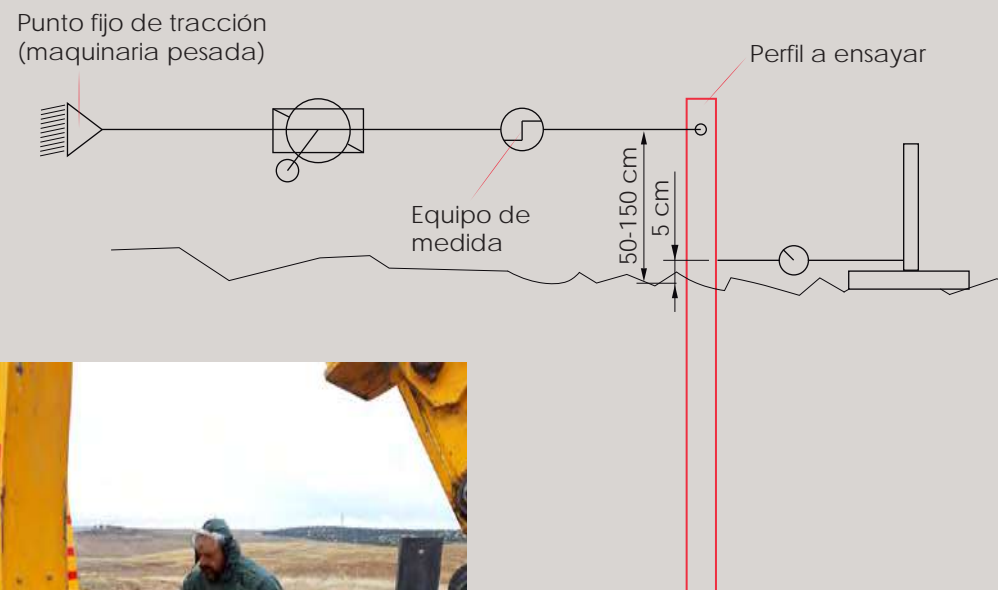 Punto fijo de tracción
(maquinaria pesada)
Perfil a ensayar
Equipo de
medida
50-150 cm
5 cm